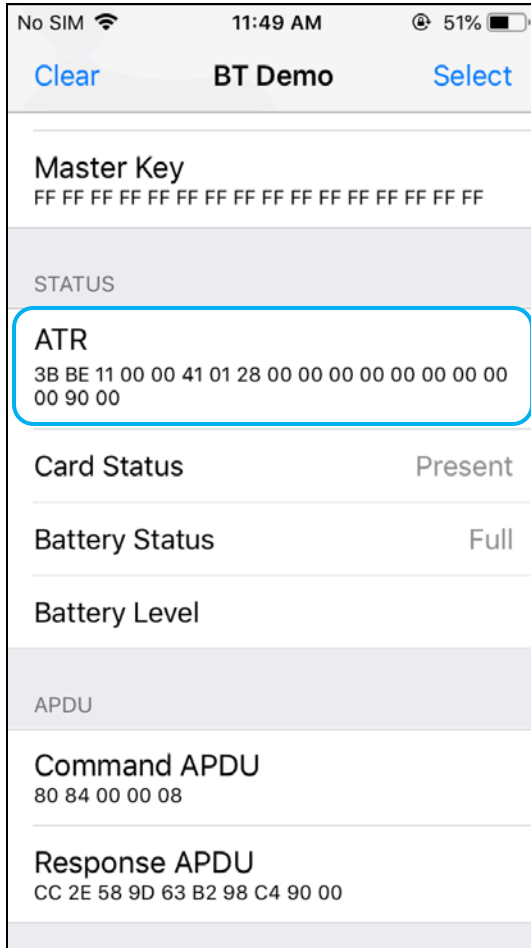 No SIM 11:49 AM 51%
Clear BT Demo Select
Master Key
FF FF FF FF FF FF FF FF FF FF FF FF FF FF FF FF
STATUS
ATR
3B BE 11 00 00 41 01 28 00 00 00 00 00 00 00 00
00 90 00
Card Status Present
Battery Status Full
Battery Level
APDU
Command APDU
80 84 00 00 08
Response APDU
CC 2E 58 9D 63 B2 98 C4 90 00